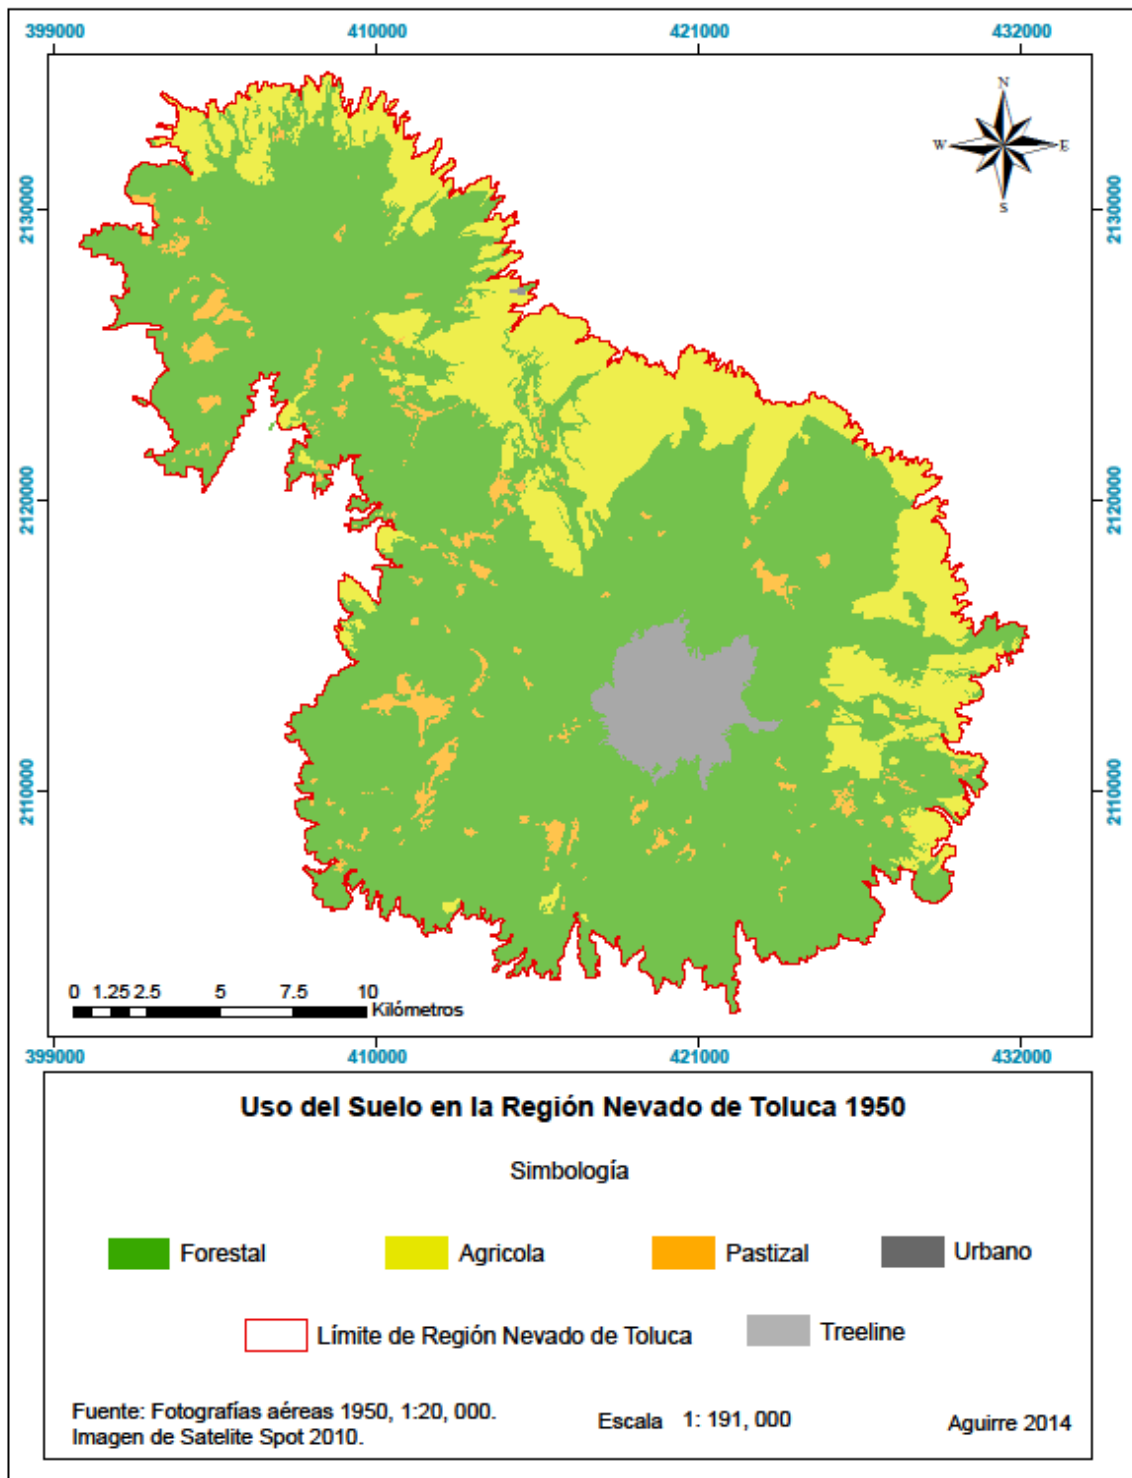 399000 410000 421000 432000
N
W E
S
2130000 2130000
2120000 2120000
2110000 2110000
0 1.25 2.5 5 7.5 10
Kilómetros
399000 410000 421000 432000
Uso del Suelo en la Región Nevado de Toluca 1950
Simbología
Forestal Agricola Pastizal Urbano
Límite de Región Nevado de Toluca Treeline
Fuente: Fotografías aéreas 1950, 1:20, 000.
Imagen de Satelite Spot 2010.
Escala 1: 191, 000
Aguirre 2014